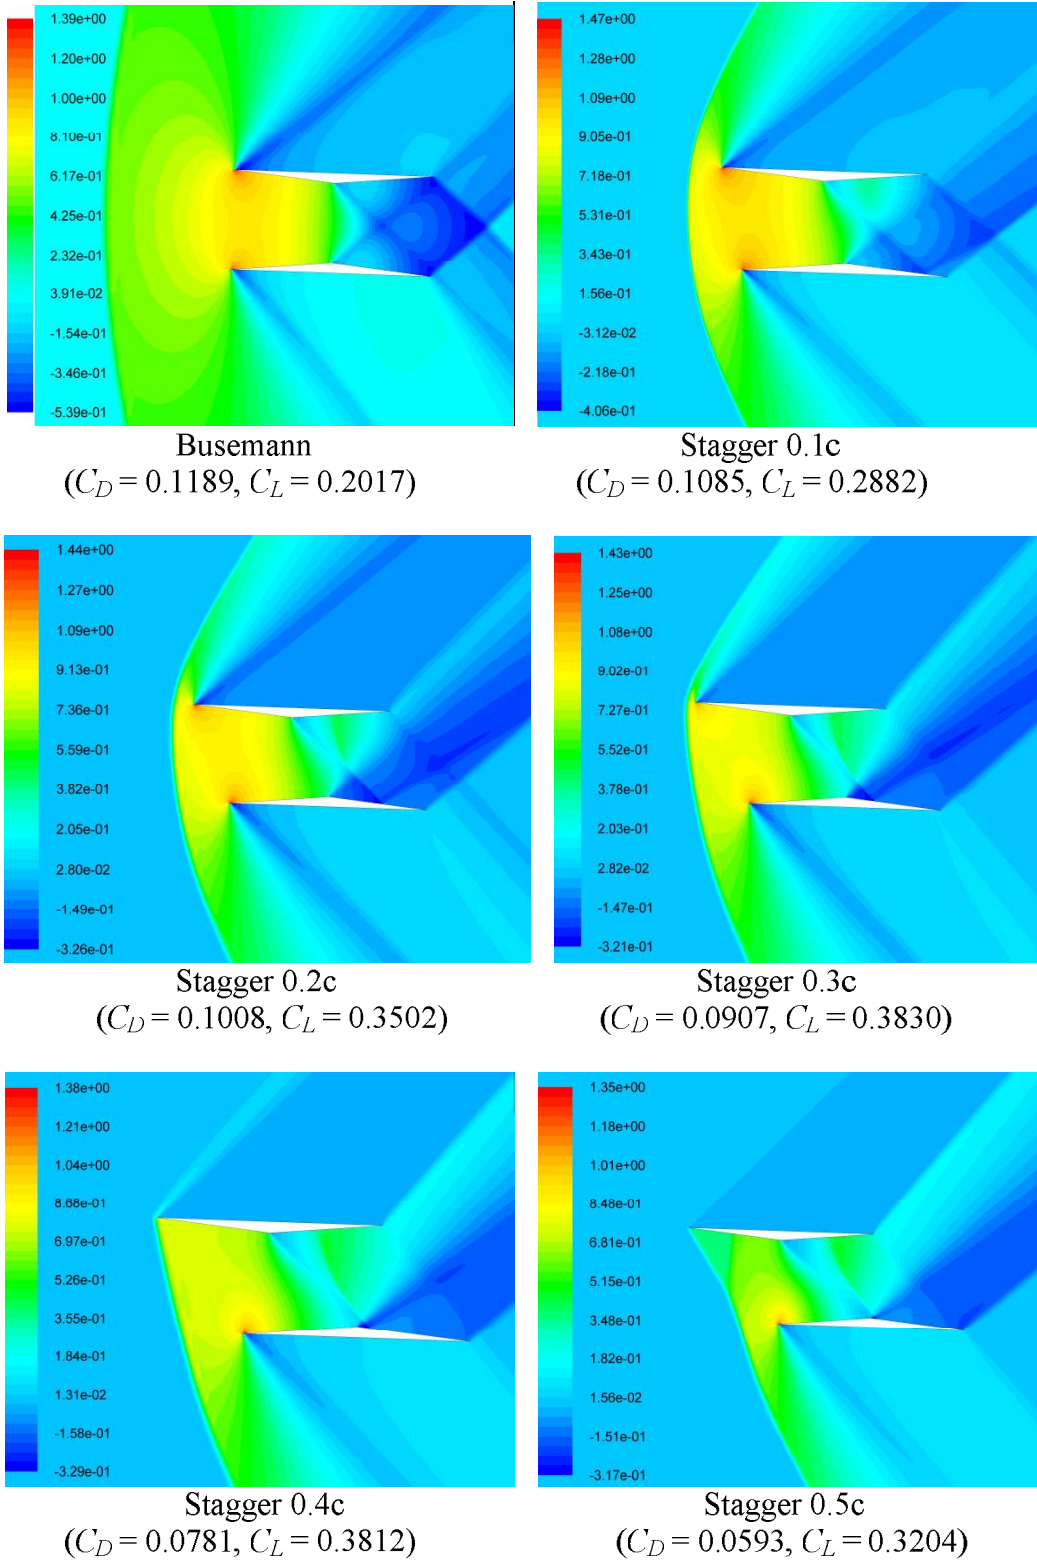 1.39e+00
1.20e+00
1.00e+00
8.10e-01
6.17e-01
4.25e-01
2.32e-01
3.91e-02
-1.54e-01
-3.46e-01
-5.39e-01
Busemann
(C_D = 0.1189, C_L = 0.2017)
1.47e+00
1.28e+00
1.09e+00
9.05e-01
7.18e-01
5.31e-01
3.43e-01
1.56e-01
-3.12e-02
-2.18e-01
-4.06e-01
Stagger 0.1c
(C_D = 0.1085, C_L = 0.2882)
1.44e+00
1.27e+00
1.09e+00
9.13e-01
7.36e-01
5.59e-01
3.82e-01
2.05e-01
2.80e-02
-1.49e-01
-3.26e-01
Stagger 0.2c
(C_D = 0.1008, C_L = 0.3502)
1.43e+00
1.25e+00
1.08e+00
9.02e-01
7.27e-01
5.52e-01
3.78e-01
2.03e-01
2.82e-02
-1.47e-01
-3.21e-01
Stagger 0.3c
(C_D = 0.0907, C_L = 0.3830)
1.38e+00
1.21e+00
1.04e+00
8.68e-01
6.97e-01
5.26e-01
3.55e-01
1.84e-01
1.31e-02
-1.58e-01
-3.29e-01
Stagger 0.4c
(C_D = 0.0781, C_L = 0.3812)
1.35e+00
1.18e+00
1.01e+00
8.48e-01
6.81e-01
5.15e-01
3.48e-01
1.82e-01
1.56e-02
-1.51e-01
-3.17e-01
Stagger 0.5c
(C_D = 0.0593, C_L = 0.3204)